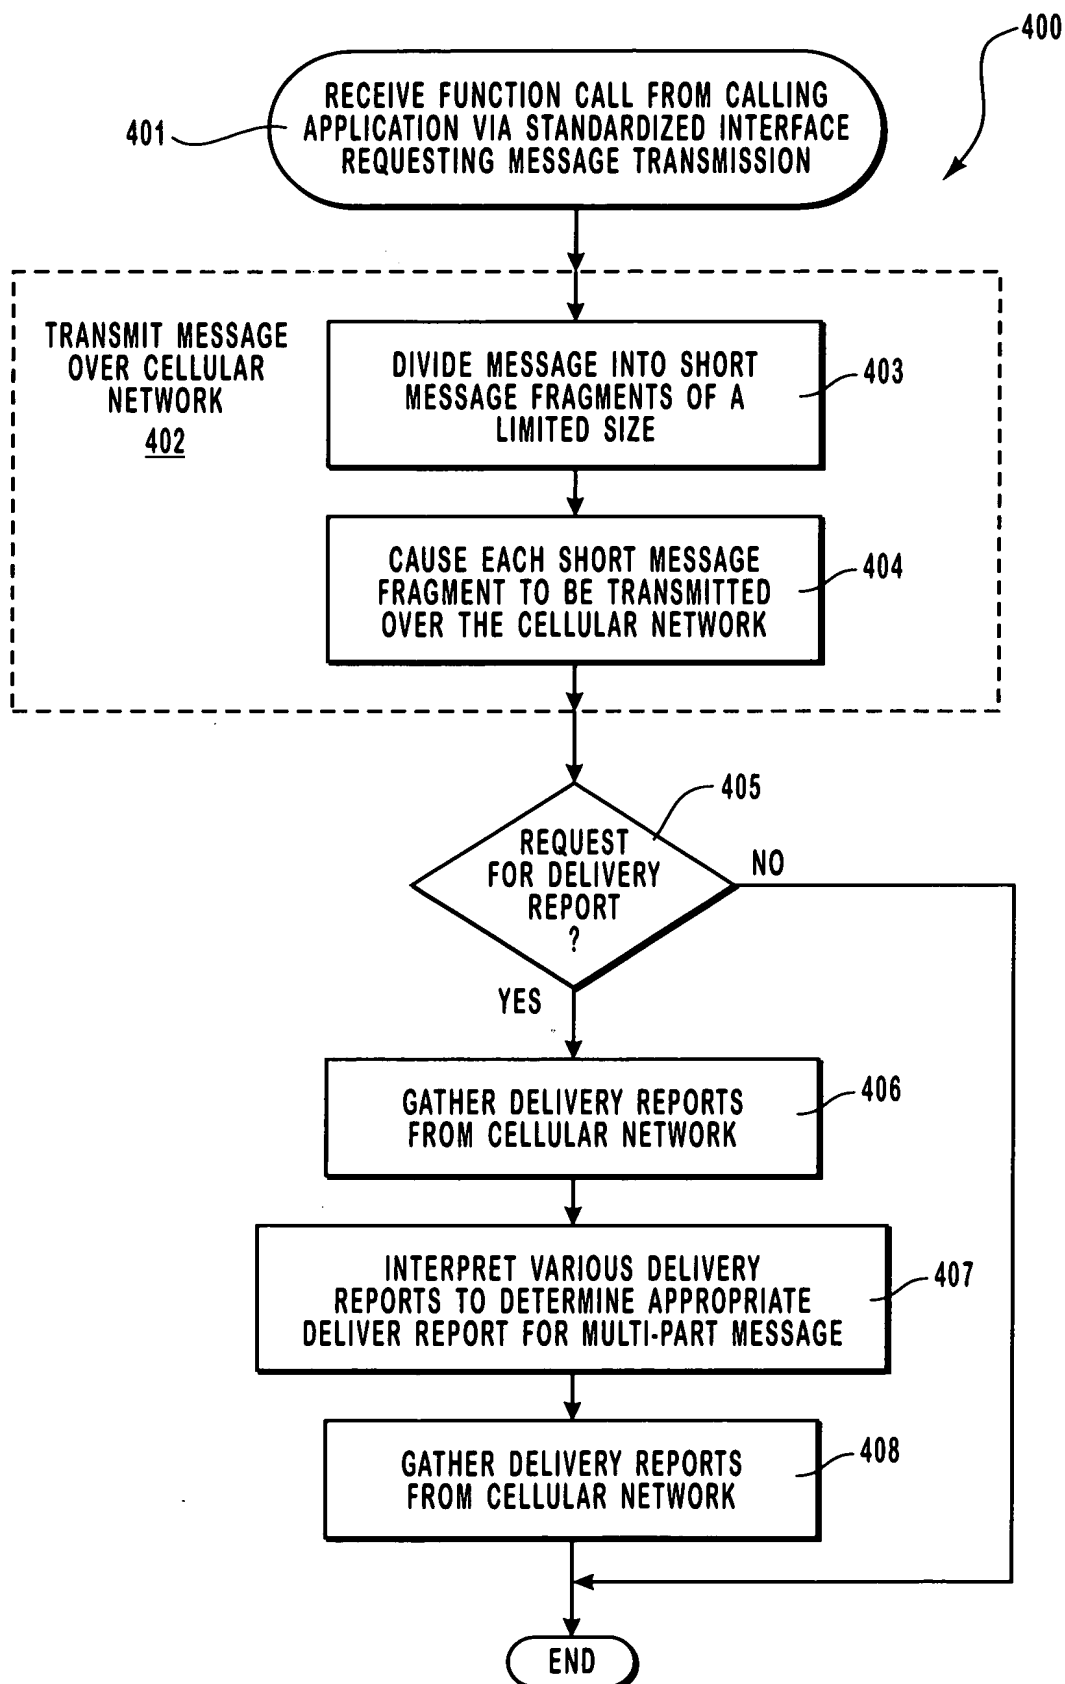 400
RECEIVE FUNCTION CALL FROM CALLING
APPLICATION VIA STANDARDIZED INTERFACE
REQUESTING MESSAGE TRANSMISSION
401
TRANSMIT MESSAGE
OVER CELLULAR
NETWORK
402
DIVIDE MESSAGE INTO SHORT
MESSAGE FRAGMENTS OF A
LIMITED SIZE
403
CAUSE EACH SHORT MESSAGE
FRAGMENT TO BE TRANSMITTED
OVER THE CELLULAR NETWORK
404
405
REQUEST
FOR DELIVERY
REPORT
?
NO
YES
GATHER DELIVERY REPORTS
FROM CELLULAR NETWORK
406
INTERPRET VARIOUS DELIVERY
REPORTS TO DETERMINE APPROPRIATE
DELIVER REPORT FOR MULTI-PART MESSAGE
407
GATHER DELIVERY REPORTS
FROM CELLULAR NETWORK
408
END